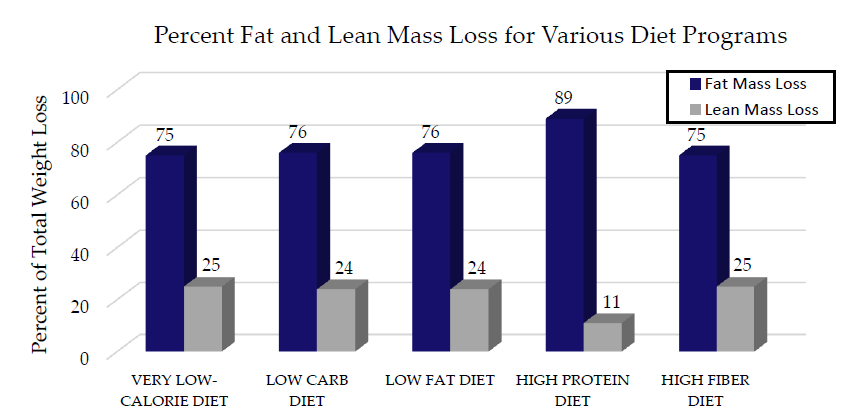 Percent Fat and Lean Mass Loss for Various Diet Programs
Fat Mass Loss
Lean Mass Loss
Percent of Total Weight Loss
100
80
60
40
20
0
75
25
76
24
76
24
89
11
75
25
VERY LOW-
CALORIE DIET
LOW CARB
DIET
LOW FAT DIET
HIGH PROTEIN
DIET
HIGH FIBER
DIET